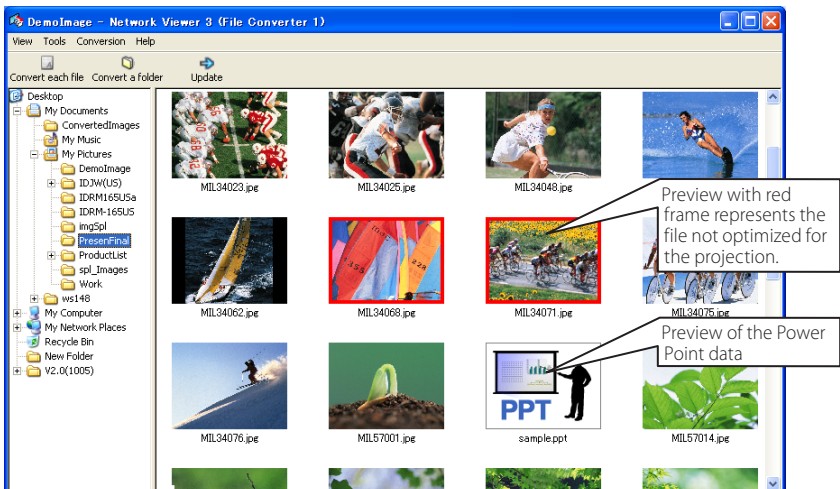 DemoImage - Network Viewer 3 (File Converter 1)
View Tools Conversion Help
Convert each file Convert a folder Update
Desktop
My Documents
ConvertedImages
My Music
My Pictures
DemoImage
IDJW(US)
IDRM165USa
IDRM-165US
imgSpl
PresenFinal
ProductList
spl_Images
Work
ws148
My Computer
My Network Places
Recycle Bin
New Folder
V2.0(1005)
MIL34023.jpg
MIL34025.jpg
MIL34048.jpg
Preview with red
frame represents the
file not optimized for
the projection.
MIL34062.jpg
MIL34068.jpg
MIL34071.jpg
MIL34075.jpg
Preview of the Power
Point data
PPT
MIL34076.jpg
MIL57001.jpg
sample.ppt
MIL57014.jpg